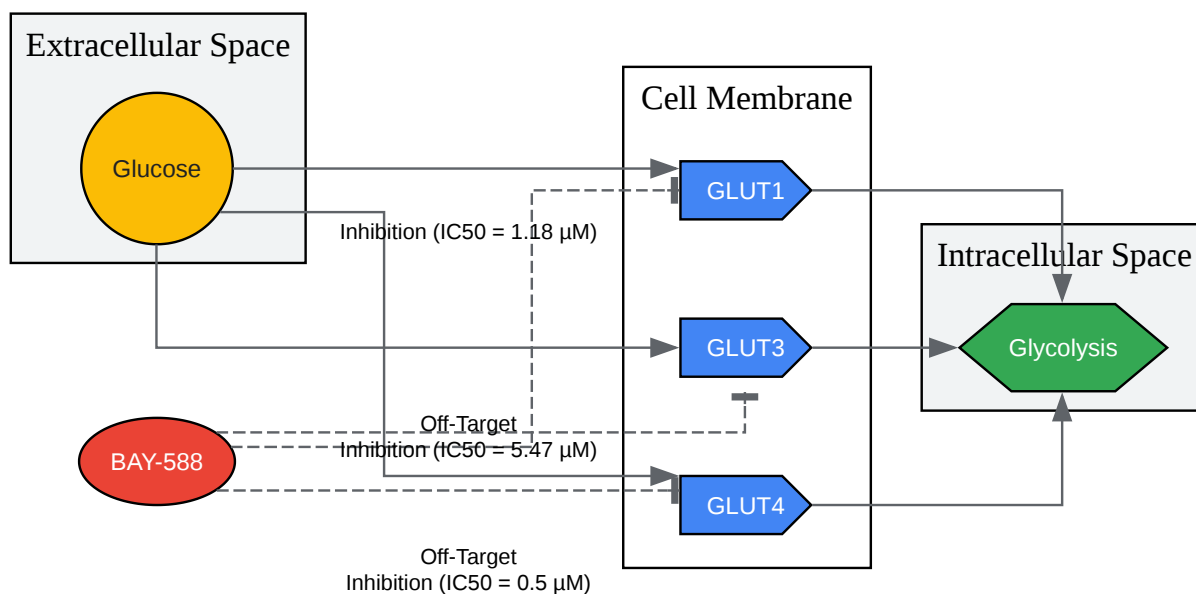 Extracellular Space
Glucose
Cell Membrane
GLUT1
Inhibition (IC50 = 1.18 µM)
Intracellular Space
GLUT3
Glycolysis
Off-Target
Inhibition (IC50 = 5.47 µM)
BAY-588
GLUT4
Off-Target
Inhibition (IC50 = 0.5 µM)